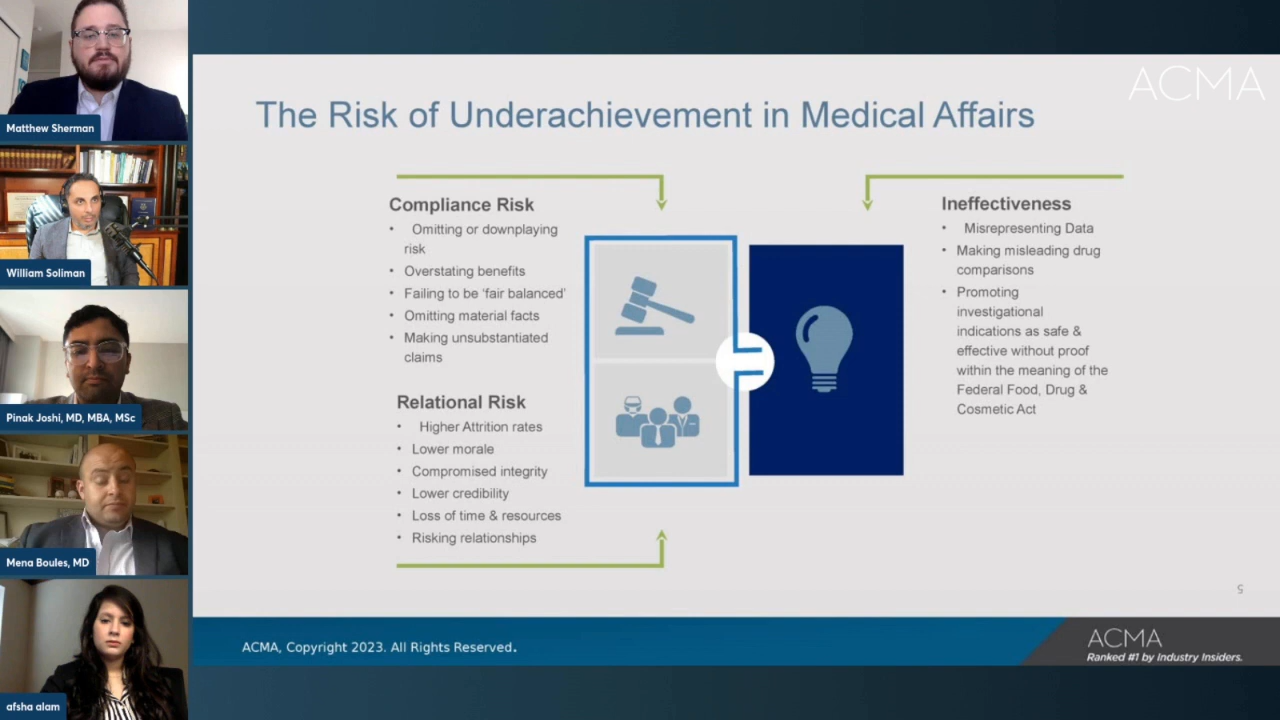 Matthew Sherman
William Soliman
Pinak Joshi, MD, MBA, MSc
Mena Boules, MD
afsha alam
ACMA
The Risk of Underachievement in Medical Affairs
Compliance Risk
• Omitting or downplaying
risk
• Overstating benefits
• Failing to be ‘fair balanced’
• Omitting material facts
• Making unsubstantiated
claims
Relational Risk
• Higher Attrition rates
• Lower morale
• Compromised integrity
• Lower credibility
• Loss of time & resources
• Risking relationships
Ineffectiveness
• Misrepresenting Data
• Making misleading drug
comparisons
• Promoting
investigational
indications as safe &
effective without proof
within the meaning of the
Federal Food, Drug &
Cosmetic Act
5
ACMA, Copyright 2023. All Rights Reserved.
ACMA
Ranked #1 by Industry Insiders.